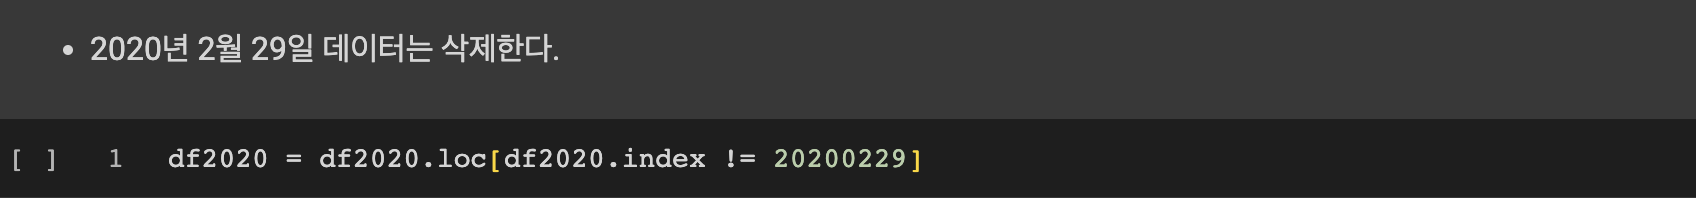 • 2020년 2월 29일 데이터는 삭제한다.
[ ] 1 df2020 = df2020.loc[df2020.index != 20200229]